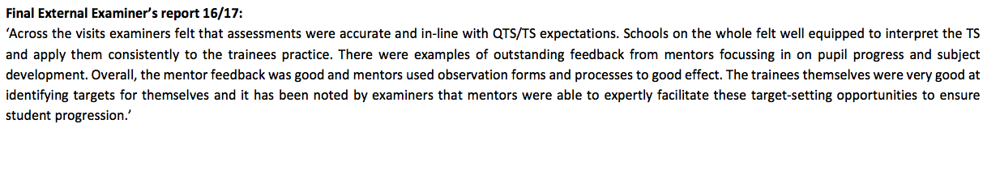 Final External Examiner's report 16/17:
‘Across the visits examiners felt that assessments were accurate and in-line with QTS/TS expectations. Schools on the whole felt well equipped to interpret the TS
and apply them consistently to the trainees practice. There were examples of outstanding feedback from mentors focussing in on pupil progress and subject
development. Overall, the mentor feedback was good and mentors used observation forms and processes to good effect. The trainees themselves were very good at
identifying targets for themselves and it has been noted by examiners that mentors were able to expertly facilitate these target-setting opportunities to ensure
student progression.’